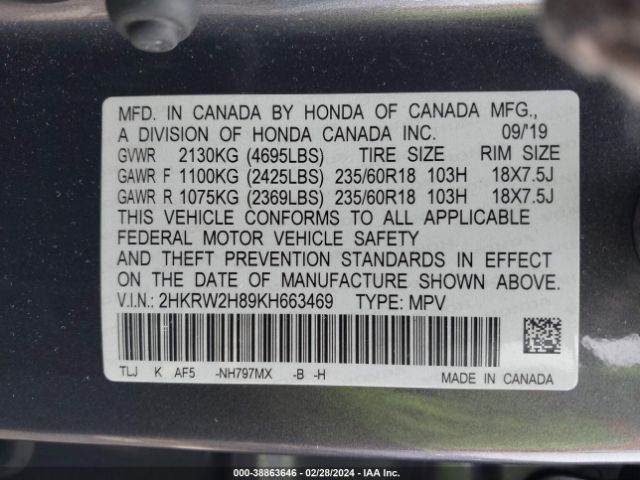 MFD. IN CANADA BY HONDA OF CANADA MFG.,
A DIVISION OF HONDA CANADA INC. 09/'19
GVWR 2130KG (4695LBS) TIRE SIZE RIM SIZE
GAWR F 1100KG (2425LBS) 235/60R18 103H 18X7.5J
GAWR R 1075KG (2369LBS) 235/60R18 103H 18X7.5J
THIS VEHICLE CONFORMS TO ALL APPLICABLE
FEDERAL MOTOR VEHICLE SAFETY
AND THEFT PREVENTION STANDARDS IN EFFECT
ON THE DATE OF MANUFACTURE SHOWN ABOVE.
V.I.N.: 2HKRW2H89KH663469 TYPE: MPV
TLJ K AF5 -NH797MX -B -H
MADE IN CANADA
000-38863646 - 02/28/2024 - IAA Inc.